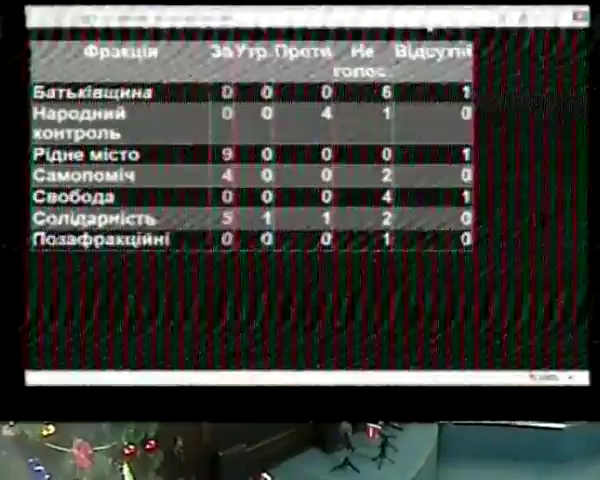 Фракція За Утр. Проти Не голос. Відсутні
Батьківщина 0 0 0 6 1
Народний контроль 0 0 4 1 0
Рідне місто 9 0 0 0 1
Самопоміч 4 0 0 2 0
Свобода 0 0 0 4 1
Солідарність 5 1 1 2 0
Позафракційні 0 0 0 1 0